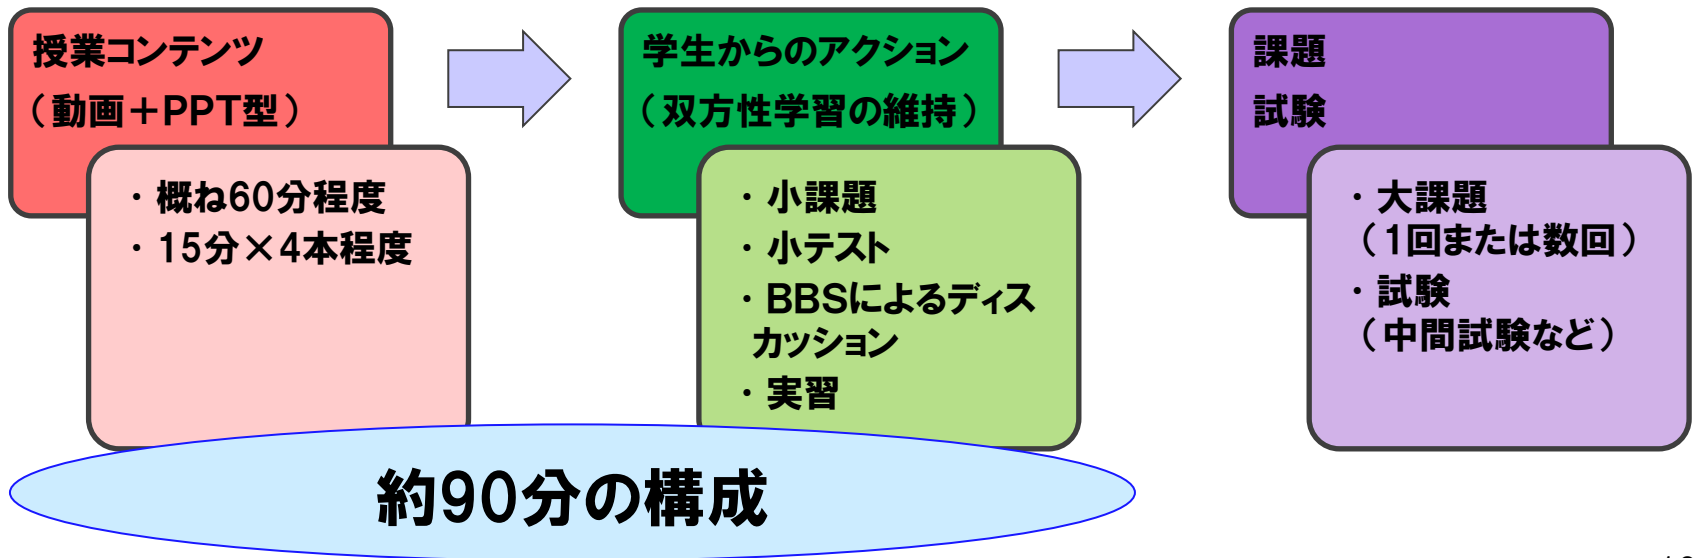 授業コンテンツ
（動画＋PPT型）
・概ね60分程度
・15分×4本程度
学生からのアクション
（双方性学習の維持）
・小課題
・小テスト
・BBSによるディス
カッション
・実習
課題
試験
・大課題
（1回または数回）
・試験
（中間試験など）
約90分の構成